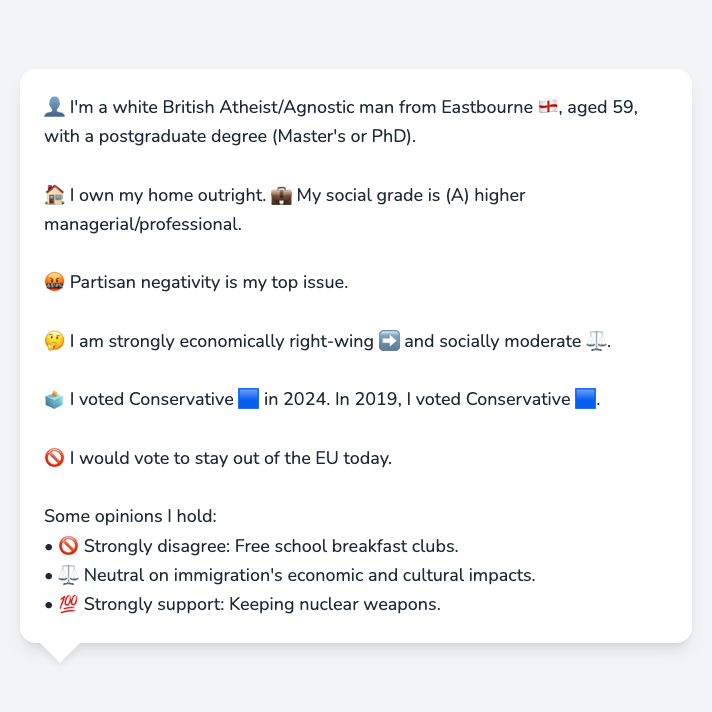 👤 I'm a white British Atheist/Agnostic man from Eastbourne 🏴󠁧󠁢󠁥󠁮󠁧󠁿, aged 59,
with a postgraduate degree (Master's or PhD).
🏠 I own my home outright. 💼 My social grade is (A) higher
managerial/professional.
🤬 Partisan negativity is my top issue.
🤔 I am strongly economically right-wing ➡️ and socially moderate ⚖️.
🗳️ I voted Conservative 🟦 in 2024. In 2019, I voted Conservative 🟦.
🚫 I would vote to stay out of the EU today.
Some opinions I hold:
• 🚫 Strongly disagree: Free school breakfast clubs.
• ⚖️ Neutral on immigration's economic and cultural impacts.
• 💯 Strongly support: Keeping nuclear weapons.